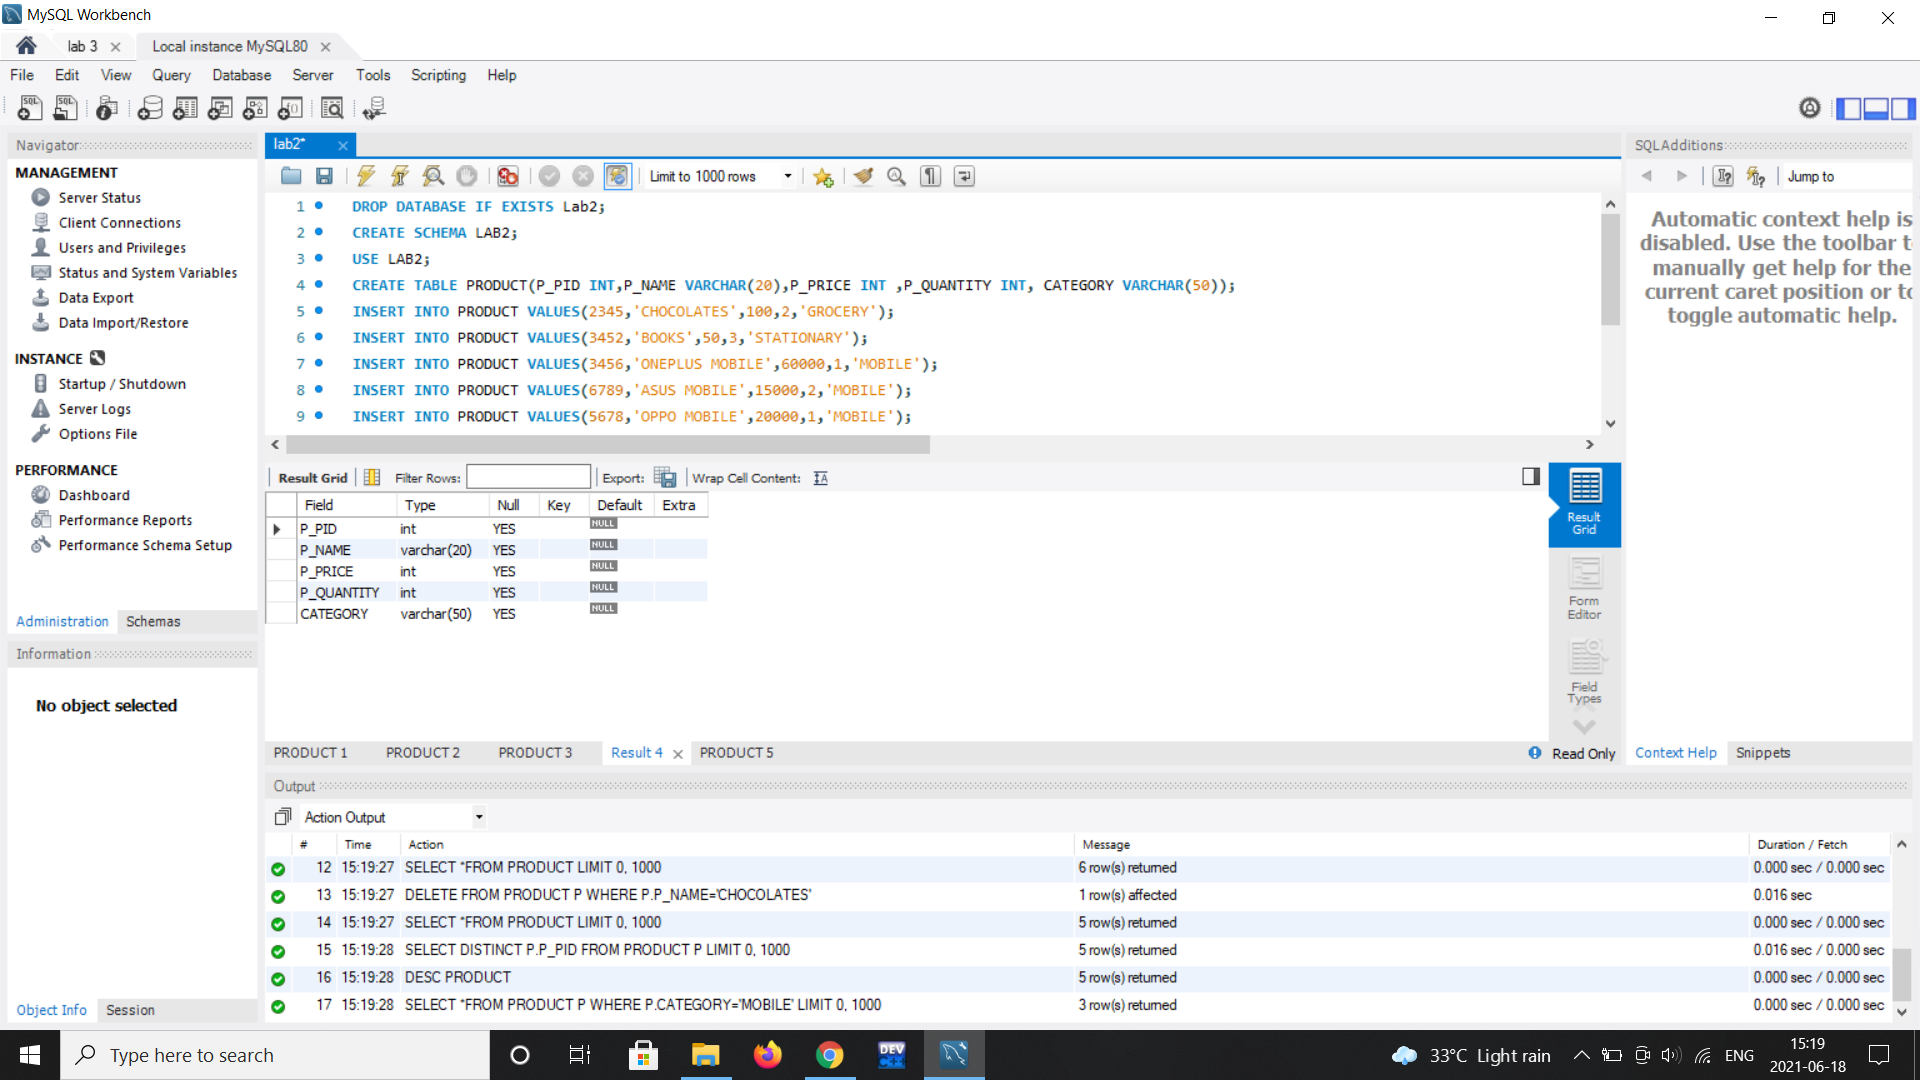 MySQL Workbench
lab 3
Local instance MySQL80
File Edit View Query Database Server Tools Scripting Help
Navigator
MANAGEMENT
Server Status
Client Connections
Users and Privileges
Status and System Variables
Data Export
Data Import/Restore
INSTANCE
Startup / Shutdown
Server Logs
Options File
PERFORMANCE
Dashboard
Performance Reports
Performance Schema Setup
Administration Schemas
Information
No object selected
Object Info Session
lab2*
Limit to 1000 rows
1 DROP DATABASE IF EXISTS Lab2;
2 CREATE SCHEMA LAB2;
3 USE LAB2;
4 CREATE TABLE PRODUCT(P_PID INT,P_NAME VARCHAR(20),P_PRICE INT ,P_QUANTITY INT, CATEGORY VARCHAR(50));
5 INSERT INTO PRODUCT VALUES(2345,'CHOCOLATES',100,2,'GROCERY');
6 INSERT INTO PRODUCT VALUES(3452,'BOOKS',50,3,'STATIONARY');
7 INSERT INTO PRODUCT VALUES(3456,'ONEPLUS MOBILE',60000,1,'MOBILE');
8 INSERT INTO PRODUCT VALUES(6789,'ASUS MOBILE',15000,2,'MOBILE');
9 INSERT INTO PRODUCT VALUES(5678,'OPPO MOBILE',20000,1,'MOBILE');
Result Grid Filter Rows: Export: Wrap Cell Content:
Field Type Null Key Default Extra
P_PID int YES NULL
P_NAME varchar(20) YES NULL
P_PRICE int YES NULL
P_QUANTITY int YES NULL
CATEGORY varchar(50) YES NULL
Result
Grid
Form
Editor
Field
Types
PRODUCT 1 PRODUCT 2 PRODUCT 3 Result 4 PRODUCT 5
Read Only
SQLAdditions
Jump to
Automatic context help is
disabled. Use the toolbar t
manually get help for the
current caret position or to
toggle automatic help.
Context Help Snippets
Output
Action Output
# Time Action Message Duration / Fetch
12 15:19:27 SELECT *FROM PRODUCT LIMIT 0, 1000 6 row(s) returned 0.000 sec / 0.000 sec
13 15:19:27 DELETE FROM PRODUCT P WHERE P.P_NAME='CHOCOLATES' 1 row(s) affected 0.016 sec
14 15:19:27 SELECT *FROM PRODUCT LIMIT 0, 1000 5 row(s) returned 0.000 sec / 0.000 sec
15 15:19:28 SELECT DISTINCT P.P_PID FROM PRODUCT P LIMIT 0, 1000 5 row(s) returned 0.016 sec / 0.000 sec
16 15:19:28 DESC PRODUCT 5 row(s) returned 0.000 sec / 0.000 sec
17 15:19:28 SELECT *FROM PRODUCT P WHERE P.CATEGORY='MOBILE' LIMIT 0, 1000 3 row(s) returned 0.000 sec / 0.000 sec
Type here to search
DEV
C++
33°C Light rain
ENG
15:19
2021-06-18